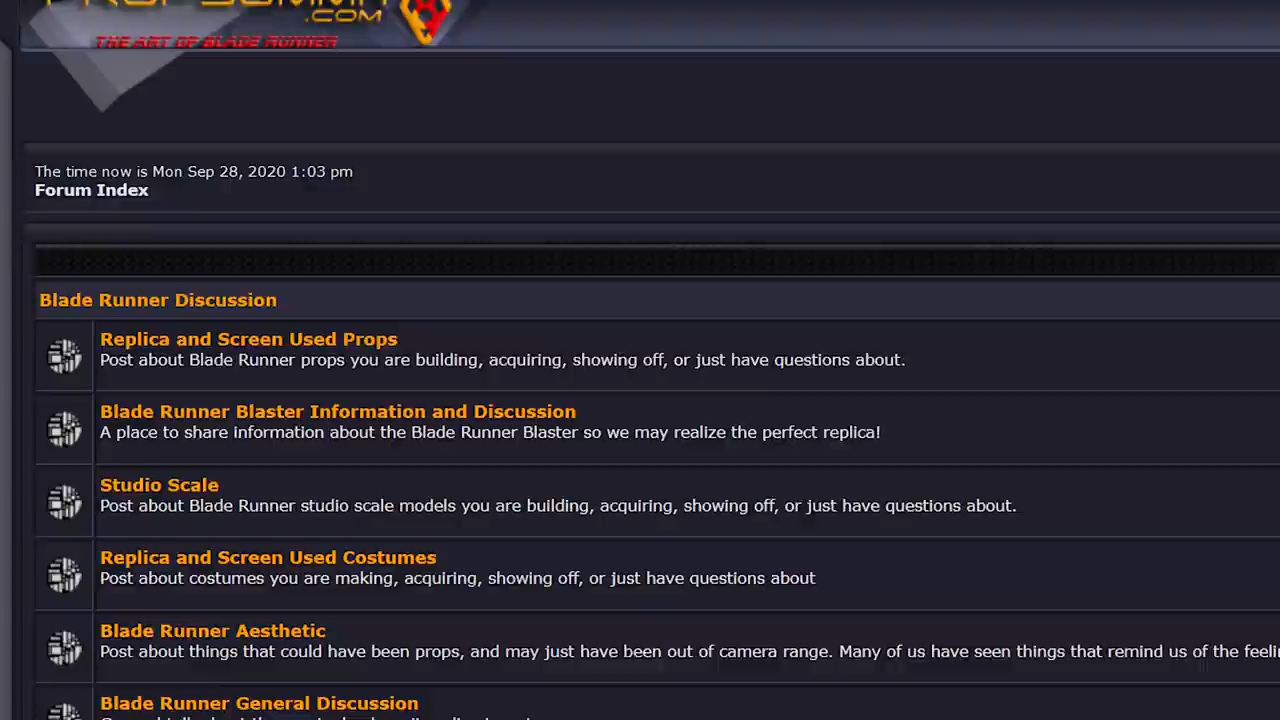 .COM
THE ART OF BLADE RUNNER
The time now is Mon Sep 28, 2020 1:03 pm
Forum Index
Blade Runner Discussion
Replica and Screen Used Props
Post about Blade Runner props you are building, acquiring, showing off, or just have questions about.
Blade Runner Blaster Information and Discussion
A place to share information about the Blade Runner Blaster so we may realize the perfect replica!
Studio Scale
Post about Blade Runner studio scale models you are building, acquiring, showing off, or just have questions about.
Replica and Screen Used Costumes
Post about costumes you are making, acquiring, showing off, or just have questions about
Blade Runner Aesthetic
Post about things that could have been props, and may just have been out of camera range. Many of us have seen things that remind us of the
Blade Runner General Discussion